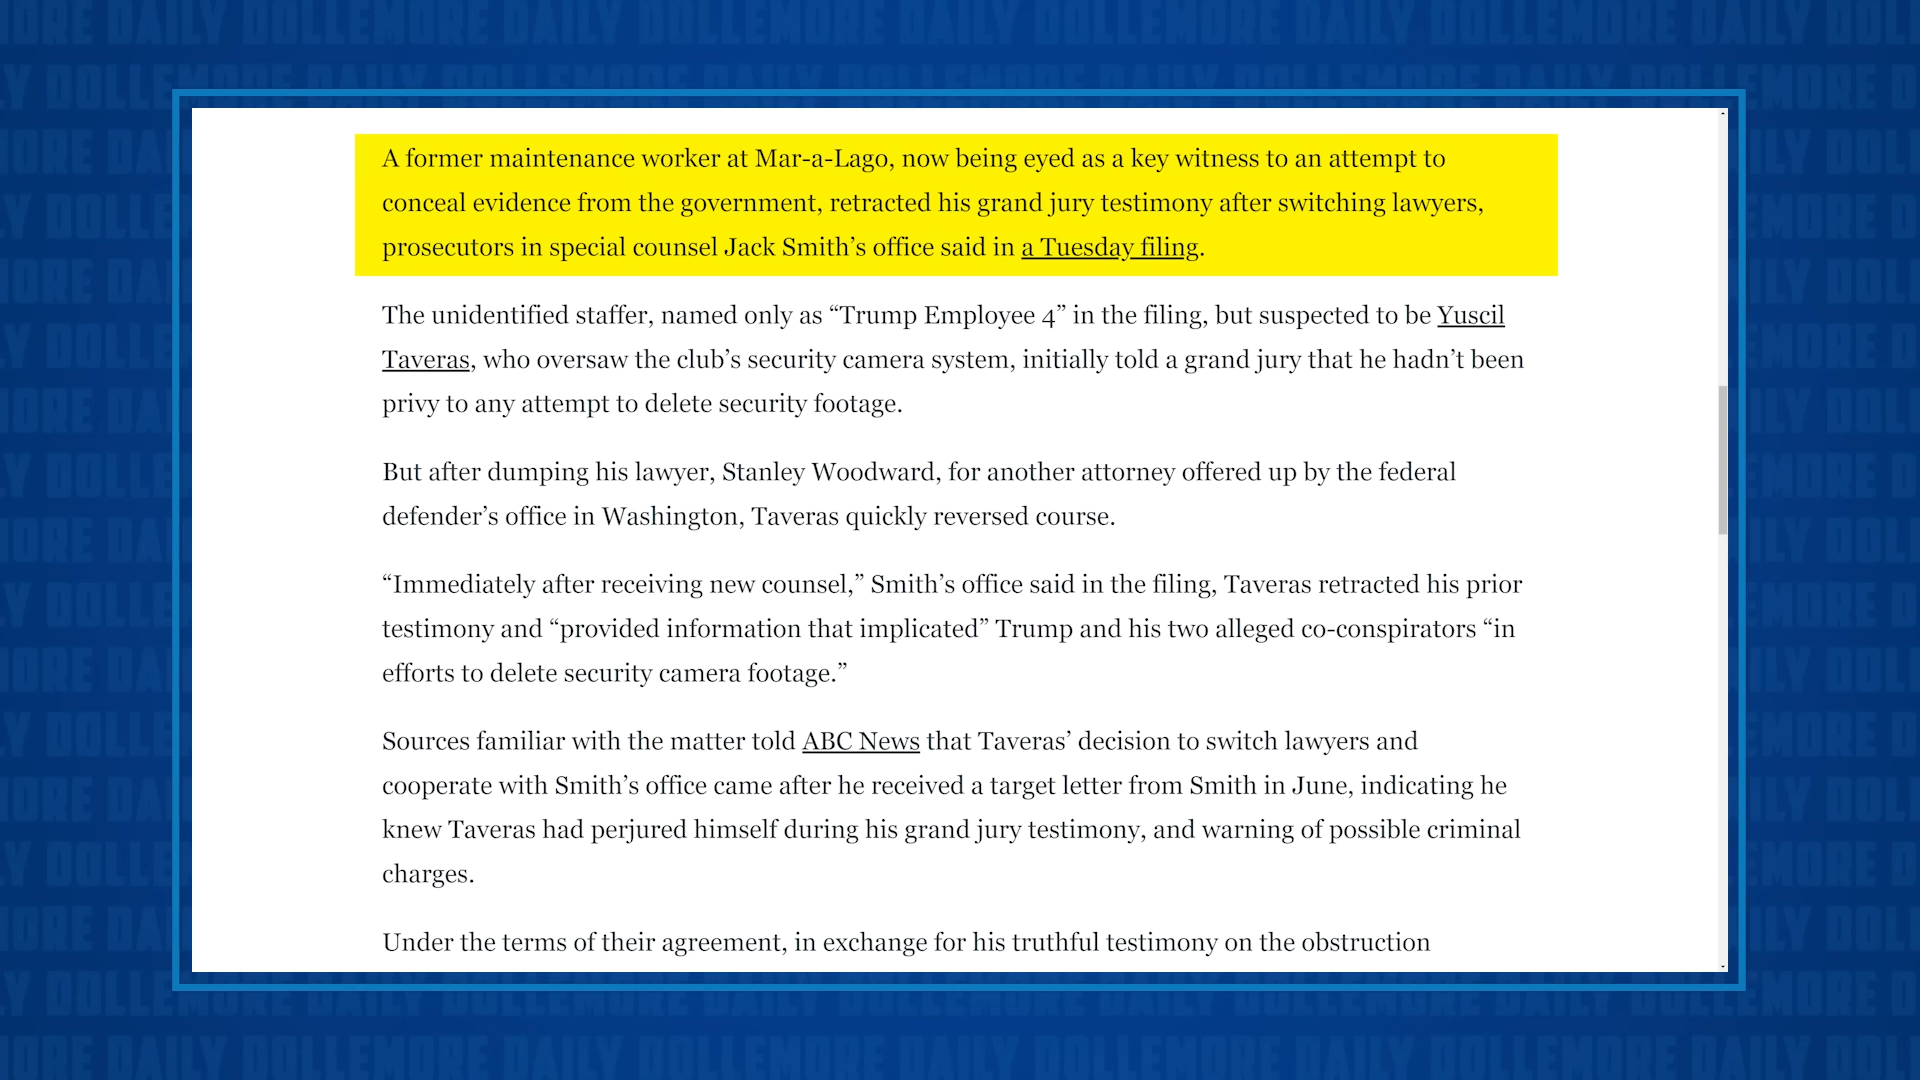 A former maintenance worker at Mar-a-Lago, now being eyed as a key witness to an attempt to
conceal evidence from the government, retracted his grand jury testimony after switching lawyers,
prosecutors in special counsel Jack Smith’s office said in a Tuesday filing.
The unidentified staffer, named only as “Trump Employee 4” in the filing, but suspected to be Yuscil
Taveras, who oversaw the club’s security camera system, initially told a grand jury that he hadn’t been
privy to any attempt to delete security footage.
But after dumping his lawyer, Stanley Woodward, for another attorney offered up by the federal
defender’s office in Washington, Taveras quickly reversed course.
“Immediately after receiving new counsel,” Smith’s office said in the filing, Taveras retracted his prior
testimony and “provided information that implicated” Trump and his two alleged co-conspirators “in
efforts to delete security camera footage.”
Sources familiar with the matter told ABC News that Taveras’ decision to switch lawyers and
cooperate with Smith’s office came after he received a target letter from Smith in June, indicating he
knew Taveras had perjured himself during his grand jury testimony, and warning of possible criminal
charges.
Under the terms of their agreement, in exchange for his truthful testimony on the obstruction